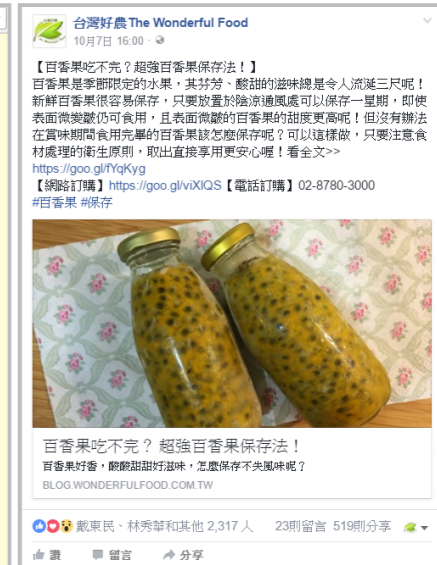 台灣好農The Wonderful Food
10月7日 16:00 ·
【百香果吃不完？超強百香果保存法！】
百香果是季節限定的水果，其芬芳、酸甜的滋味總是令人流涎三尺呢！
新鮮百香果很容易保存，只要放置於陰涼通風處可以保存一星期，即使
表面微變皺仍可食用，且表面微皺的百香果的甜度更高呢！但沒有辦法
在賞味期間食用完畢的百香果該怎麼保存呢？可以這樣做，只要注意食
材處理的衛生原則，取出直接享用更安心喔！看全文>>
https://goo.gl/fYqKyg
【網路訂購】https://goo.gl/viXIQS【電話訂購】02-8780-3000
#百香果 #保存
百香果吃不完？ 超強百香果保存法！
百香果好香，酸酸甜甜好滋味，怎麼保存不失風味呢？
BLOG.WONDERFULFOOD.COM.TW
戴東民、林秀華和其他 2,317 人 23則留言 519則分享
讚 留言 分享